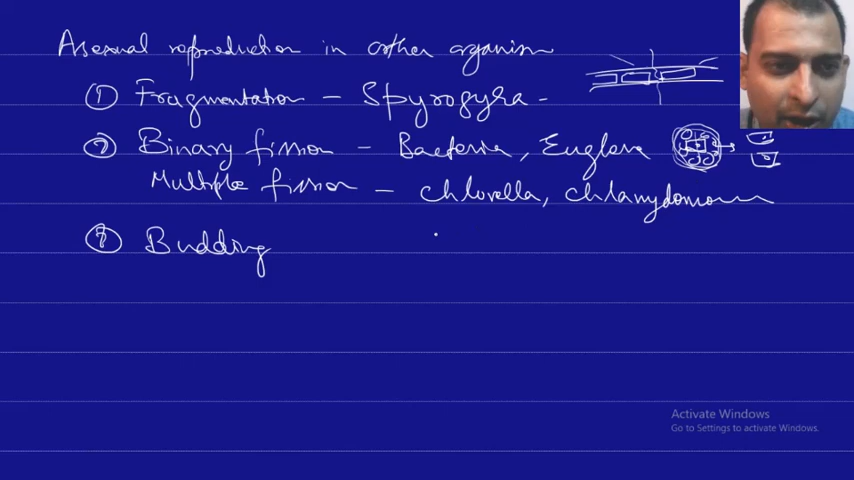 Asexual reproduction in other organism
① Fragmentation - Spyrogyra -
② Binary fission - Bacteria, Euglena
Multiple fission - chlorella, chlamydomonas
③ Budding
Activate Windows
Go to Settings to activate Windows.